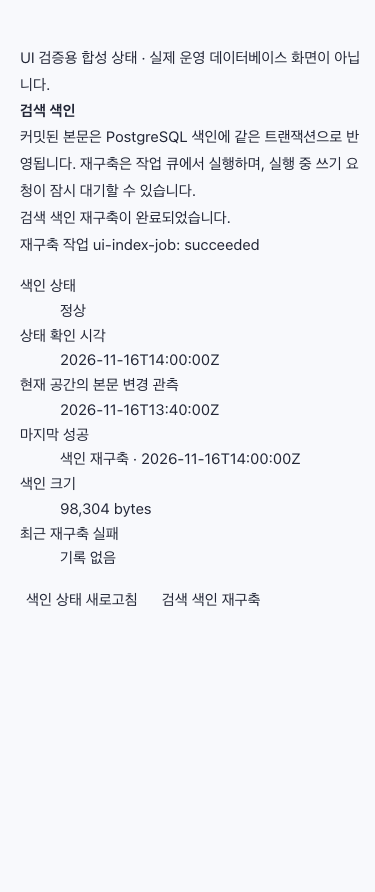 UI 검증용 합성 상태 · 실제 운영 데이터베이스 화면이 아닙
니다.
검색 색인
커밋된 본문은 PostgreSQL 색인에 같은 트랜잭션으로 반
영됩니다. 재구축은 작업 큐에서 실행하며, 실행 중 쓰기 요
청이 잠시 대기할 수 있습니다.
검색 색인 재구축이 완료되었습니다.
재구축 작업 ui-index-job: succeeded
색인 상태
정상
상태 확인 시각
2026-11-16T14:00:00Z
현재 공간의 본문 변경 관측
2026-11-16T13:40:00Z
마지막 성공
색인 재구축 · 2026-11-16T14:00:00Z
색인 크기
98,304 bytes
최근 재구축 실패
기록 없음
색인 상태 새로고침 검색 색인 재구축